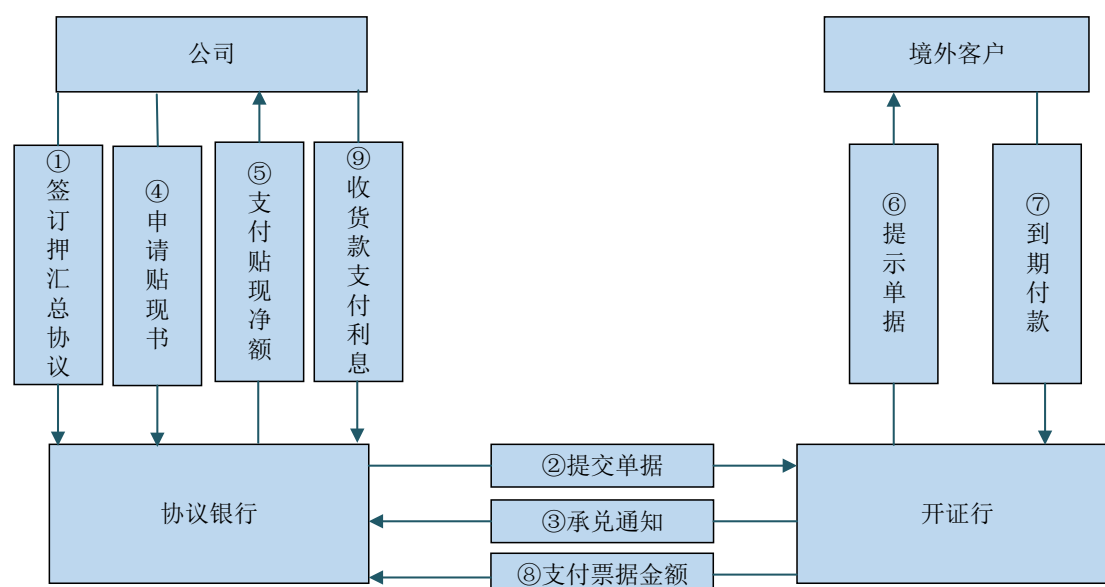 公司
境外客户
①签订押汇总协议
④申请贴现书
⑤支付贴现净额
⑨收货款支付利息
⑥提示单据
⑦到期付款
协议银行
②提交单据
③承兑通知
⑧支付票据金额
开证行